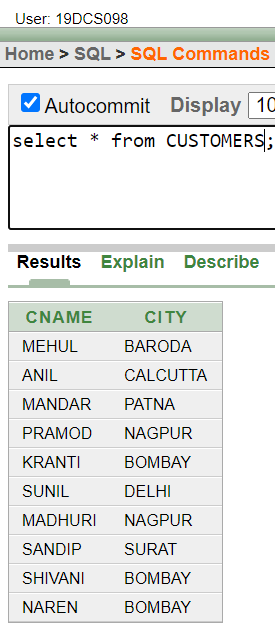 User: 19DCS098
Home > SQL > SQL Commands
Autocommit Display 10
select * from CUSTOMERS;
Results Explain Describe
CNAME CITY
MEHUL BARODA
ANIL CALCUTTA
MANDAR PATNA
PRAMOD NAGPUR
KRANTI BOMBAY
SUNIL DELHI
MADHURI NAGPUR
SANDIP SURAT
SHIVANI BOMBAY
NAREN BOMBAY